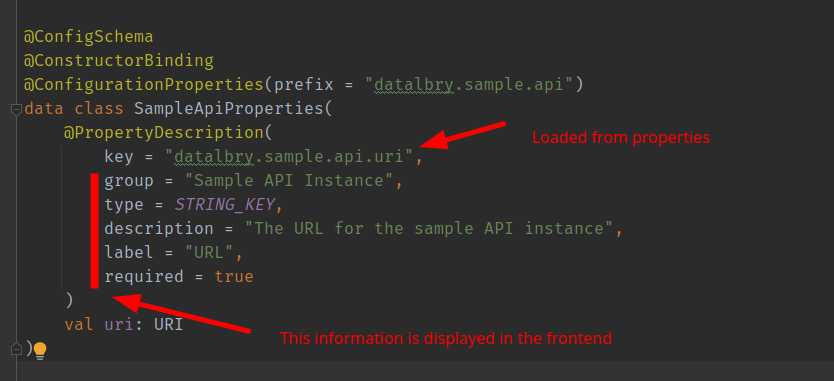 @ConfigSchema
@ConstructorBinding
@ConfigurationProperties(prefix = "datalbry.sample.api")
data class SampleApiProperties(
@PropertyDescription(
key = "datalbry.sample.api.uri",
Loaded from properties
group = "Sample API Instance",
type = STRING_KEY,
description = "The URL for the sample API instance",
label = "URL",
required = true
)
val uri: URI
This information is displayed in the frontend
)